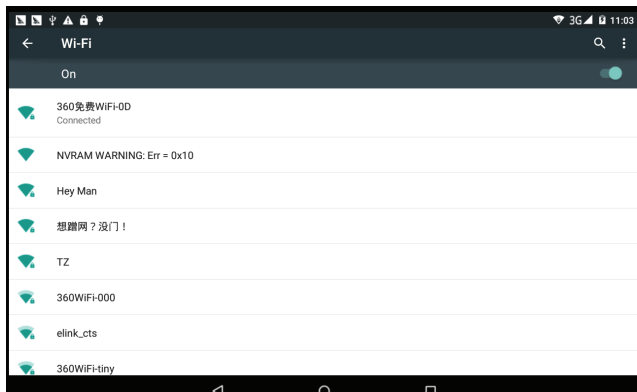 3G 11:03
Wi-Fi
On
360免费WiFi-0D
Connected
NVRAM WARNING: Err = 0x10
Hey Man
想蹭网？没门！
TZ
360WiFi-000
elink_cts
360WiFi-tiny